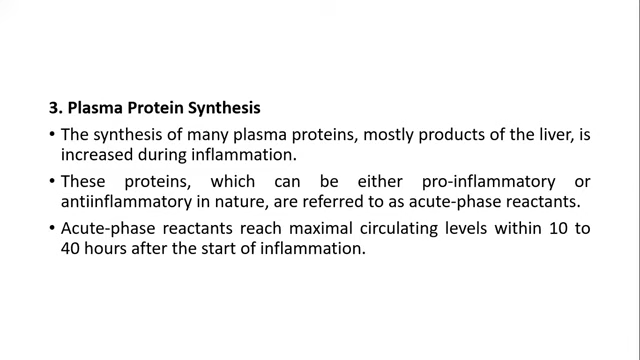 3. Plasma Protein Synthesis
• The synthesis of many plasma proteins, mostly products of the liver, is
increased during inflammation.
• These proteins, which can be either pro-inflammatory or
antiinflammatory in nature, are referred to as acute-phase reactants.
• Acute-phase reactants reach maximal circulating levels within 10 to
40 hours after the start of inflammation.